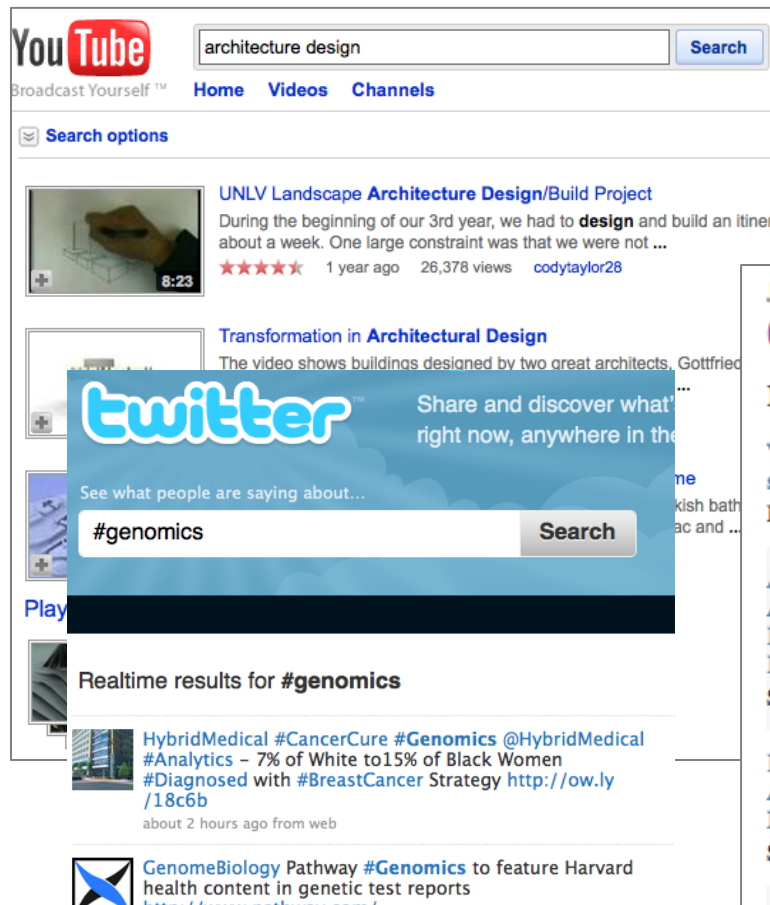 YouTube
architecture design
Search
Broadcast Yourself ™
Home Videos Channels
Search options
UNLV Landscape Architecture Design/Build Project
During the beginning of our 3rd year, we had to design and build an
about a week. One large constraint was that we were not ...
8:23
1 year ago 26,378 views codytaylor28
Transformation in Architectural Design
The video shows buildings designed by two great architects, Gottfried
...
twitter™
Share and discover
right now, anywhere in
See what people are saying about...
#genomics
Search
bath
and ...
Play
Realtime results for #genomics
HybridMedical #CancerCure #Genomics @HybridMedical
#Analytics – 7% of White to15% of Black Women
#Diagnosed with #BreastCancer Strategy http://ow.ly
/18c6b
about 2 hours ago from web
GenomeBiology Pathway #Genomics to feature Harvard
health content in genetic test reports